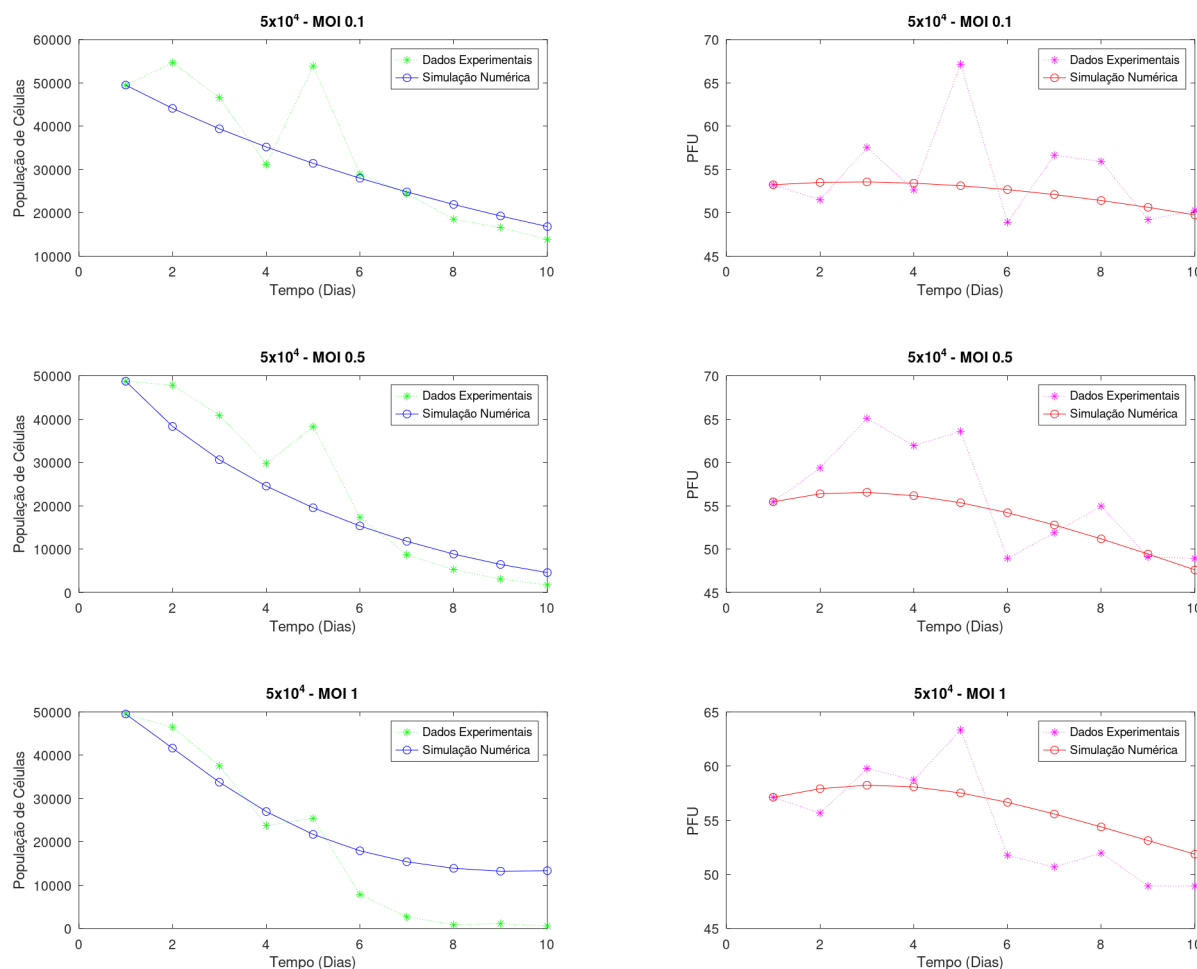 5x10⁴ - MOI 0.1
60000
50000
40000
30000
20000
10000
0 2 4 6 8 10
População de Células
Tempo (Dias)
Dados Experimentais
Simulação Numérica
5x10⁴ - MOI 0.1
70
65
60
55
50
45
0 2 4 6 8 10
PFU
Tempo (Dias)
Dados Experimentais
Simulação Numérica
5x10⁴ - MOI 0.5
50000
40000
30000
20000
10000
0
0 2 4 6 8 10
População de Células
Tempo (Dias)
Dados Experimentais
Simulação Numérica
5x10⁴ - MOI 0.5
70
65
60
55
50
45
0 2 4 6 8 10
PFU
Tempo (Dias)
Dados Experimentais
Simulação Numérica
5x10⁴ - MOI 1
50000
40000
30000
20000
10000
0
0 2 4 6 8 10
População de Células
Tempo (Dias)
Dados Experimentais
Simulação Numérica
5x10⁴ - MOI 1
65
60
55
50
45
0 2 4 6 8 10
PFU
Tempo (Dias)
Dados Experimentais
Simulação Numérica